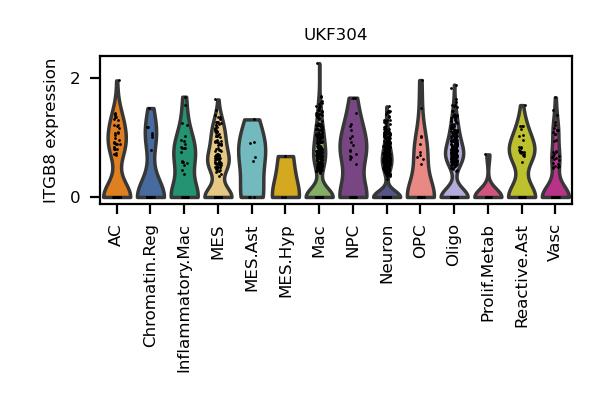 UKF304
ITGB8 expression
2
0
AC
Chromatin.Reg
Inflammatory.Mac
MES
MES.Ast
MES.Hyp
Mac
NPC
Neuron
OPC
Oligo
Prolif.Metab
Reactive.Ast
Vasc